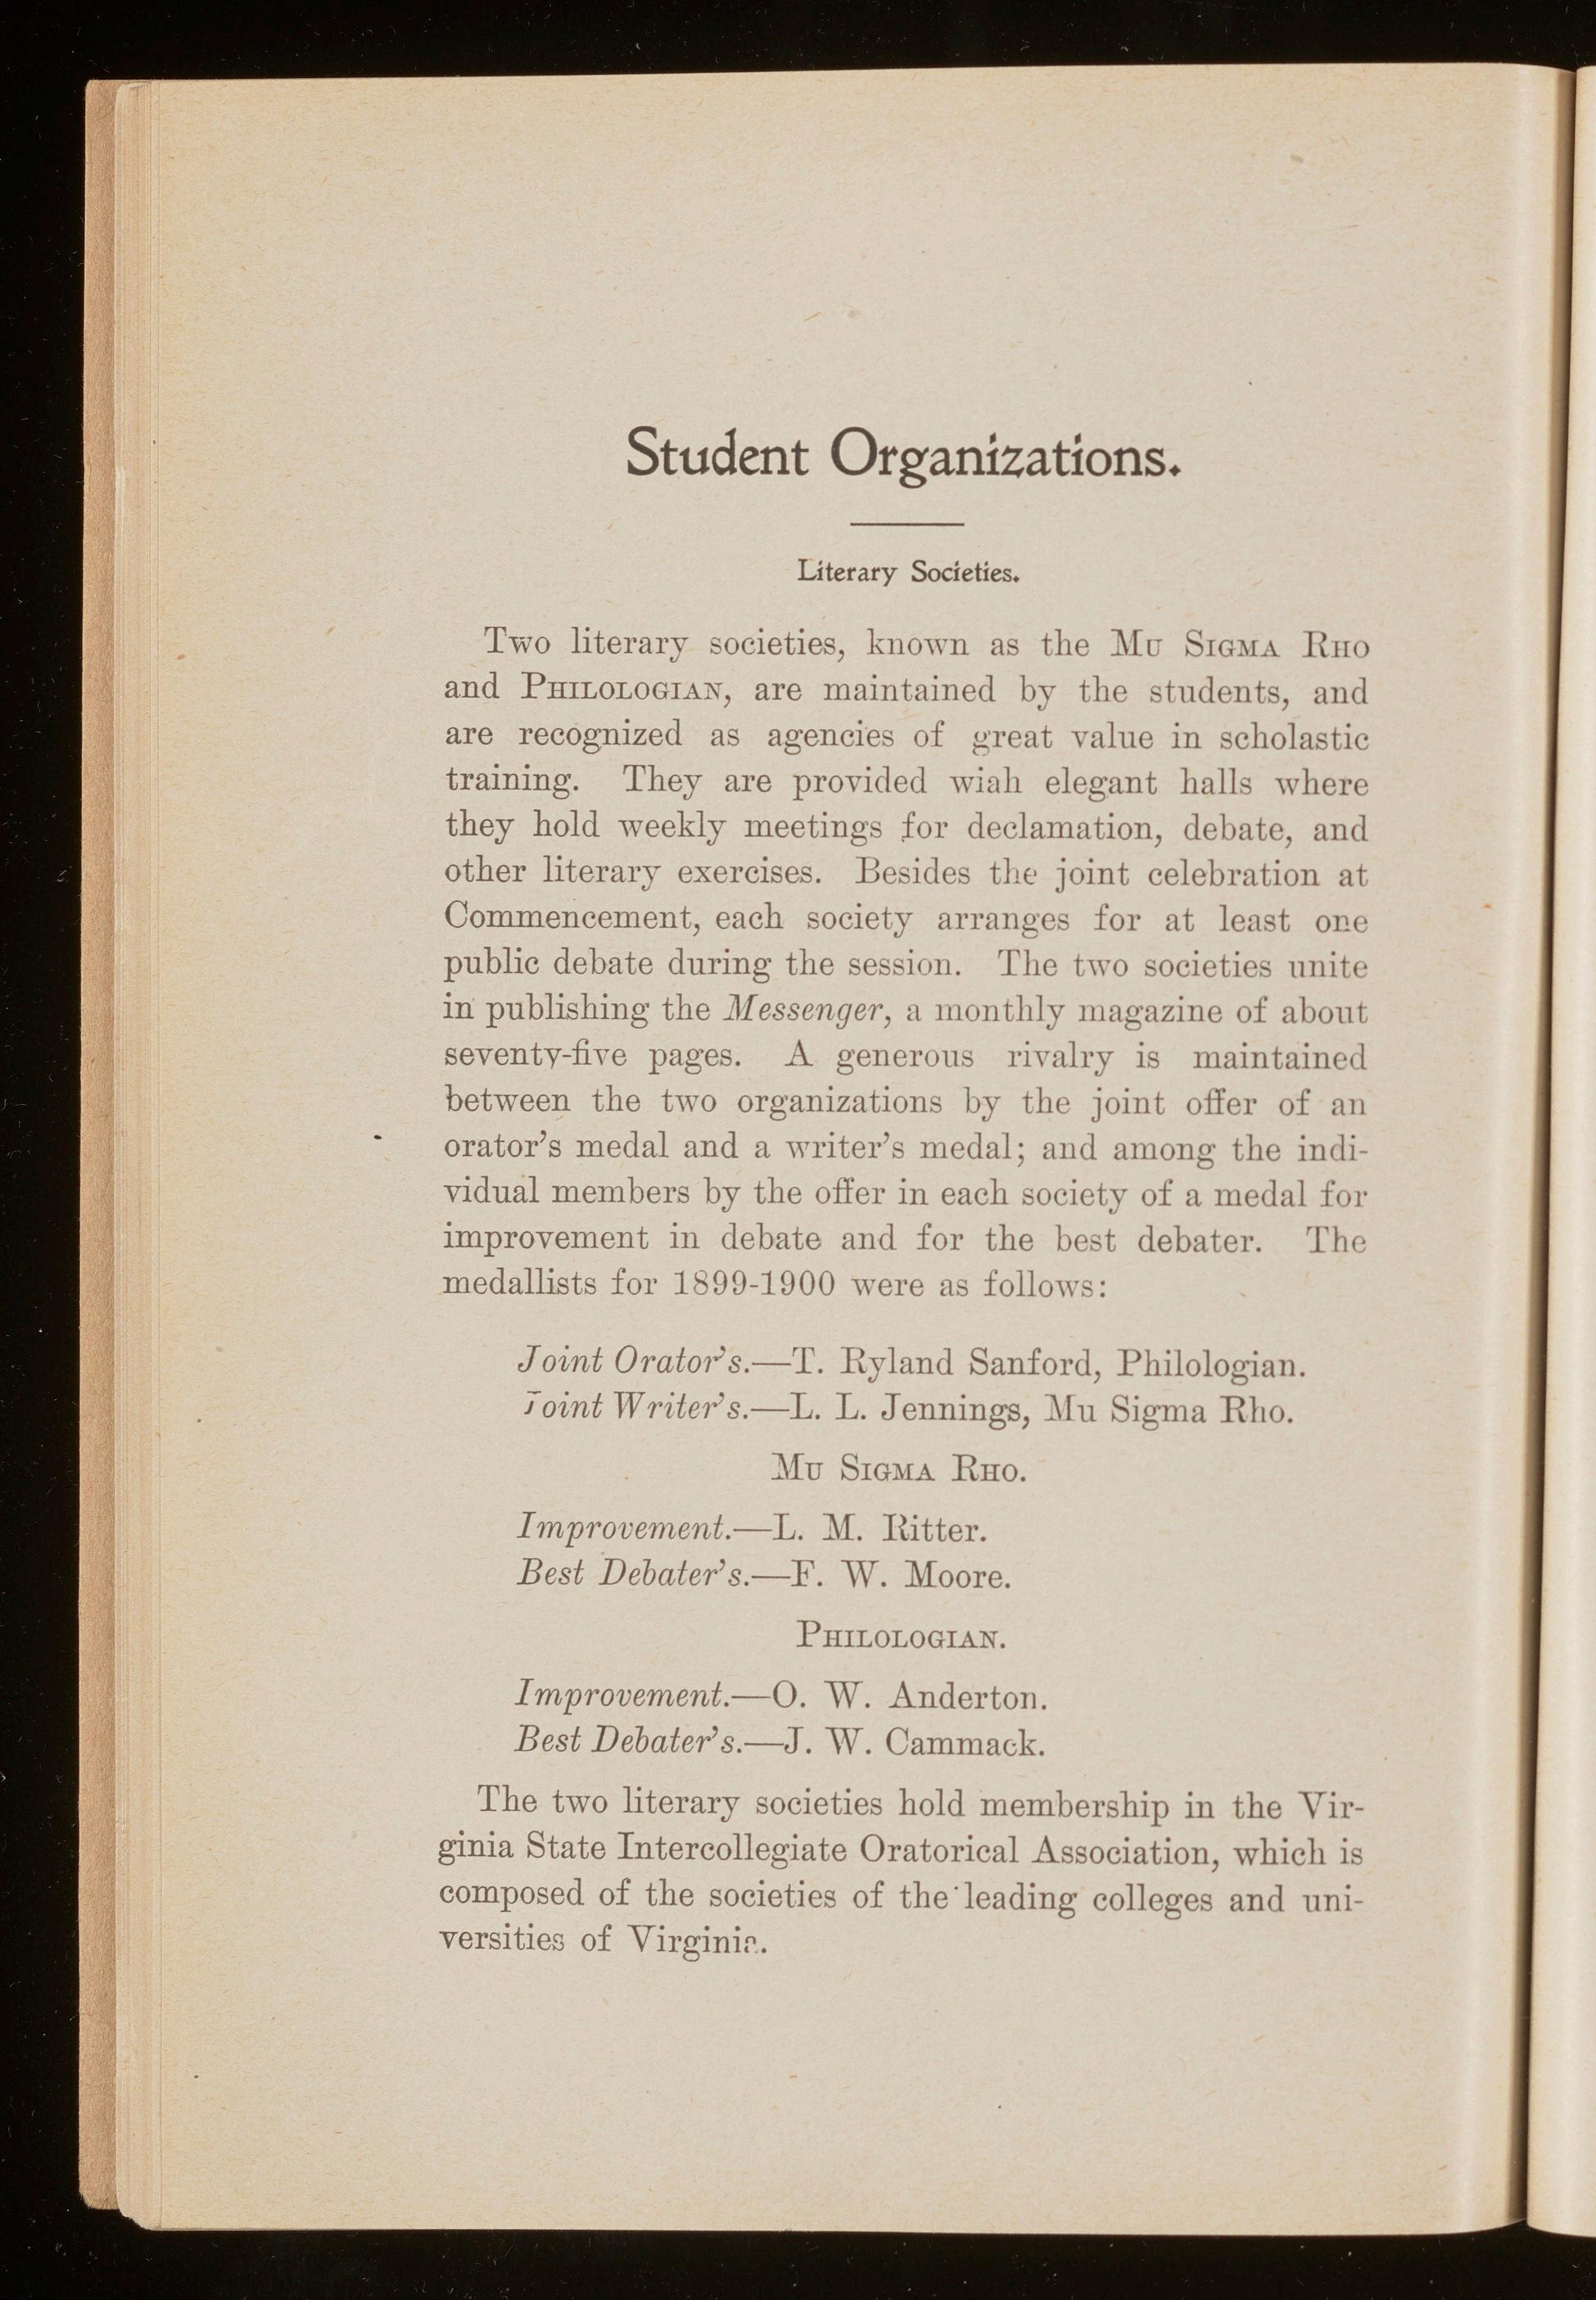 Student Organizations.
Literary Societies.
Two literary societies, known as the MU SIGMA RHO
and PHILOLOGIAN, are maintained by the students, and
are recognized as agencies of great value in scholastic
training. They are provided wiah elegant halls where
they hold weekly meetings for declamation, debate, and
other literary exercises. Besides the joint celebration at
Commencement, each society arranges for at least one
public debate during the session. The two societies unite
in publishing the Messenger, a monthly magazine of about
seventy-five pages. A generous rivalry is maintained
between the two organizations by the joint offer of an
orator's medal and a writer's medal; and among the indi-
vidual members by the offer in each society of a medal for
improvement in debate and for the best debater. The
medallists for 1899-1900 were as follows:
Joint Orator's.—T. Ryland Sanford, Philologian.
Joint Writer's.—L. L. Jennings, Mu Sigma Rho.
MU SIGMA RHO.
Improvement.—L. M. Ritter.
Best Debater's.—F. W. Moore.
PHILOLOGIAN.
Improvement.—O. W. Anderton.
Best Debater's.—J. W. Cammack.
The two literary societies hold membership in the Vir-
ginia State Intercollegiate Oratorical Association, which is
composed of the societies of the leading colleges and uni-
versities of Virginia.